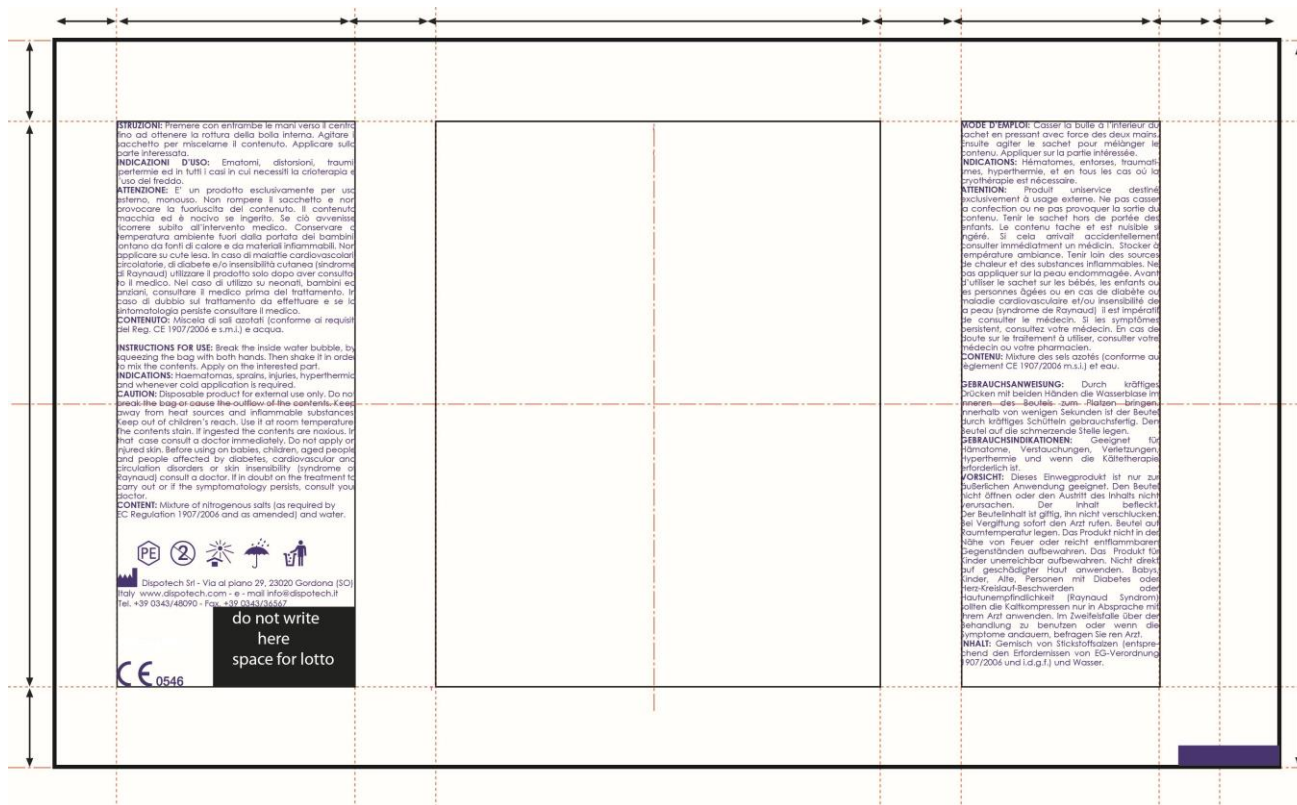 ISTRUZIONI: Premere con entrambe le mani verso il centro
fino ad ottenere la rottura della bolla interna. Agitare il
sacchetto per miscelarne il contenuto. Applicare sulla
parte interessata.
INDICAZIONI D'USO: Ematomi, distorsioni, traumi,
ipertermie ed in tutti i casi in cui necessiti la crioterapia e
l'uso del freddo.
ATTENZIONE: E' un prodotto esclusivamente per uso
esterno, monouso. Non rompere il sacchetto e non
provocare la fuoriuscita del contenuto. Il contenuto
macchia ed è nocivo se ingerito. Se ciò avvenisse
ricorrere subito all'intervento medico. Conservare a
temperatura ambiente fuori dalla portata dei bambini
lontano da fonti di calore e da materiali infiammabili. Non
applicare su cute lesa. In caso di malattie cardiovascolari
circolatorie, di diabete e/o insensibilità cutanea (sindrome
di Raynaud) utilizzare il prodotto solo dopo aver consulta-
to il medico. Nel caso di utilizzo su neonati, bambini ed
anziani, consultare il medico prima del trattamento. In
caso di dubbio sul trattamento da effettuare e se la
sintomatologia persiste consultare il medico.
CONTENUTO: Miscela di sali azotati (conforme ai requisiti
del Reg. CE 1907/2006 e s.m.i.) e acqua.
INSTRUCTIONS FOR USE: Break the inside water bubble, by
squeezing the bag with both hands. Then shake it in order
to mix the contents. Apply on the interested part.
INDICATIONS: Haematomas, sprains, injuries, hyperthermic
and whenever cold application is required.
CAUTION: Disposable product for external use only. Do not
break the bag or cause the outflow of the contents. Keep
away from heat sources and inflammable substances.
Keep out of children's reach. Use it at room temperature.
The contents stain. If ingested the contents are noxious. In
that case consult a doctor immediately. Do not apply on
injured skin. Before using on babies, children, aged people
and people affected by diabetes, cardiovascular and
circulation disorders or skin insensibility (syndrome of
Raynaud) consult a doctor. If in doubt on the treatment to
carry out or if the symptomatology persists, consult your
doctor.
CONTENT: Mixture of nitrogenous salts (as required by
EC Regulation 1907/2006 and as amended) and water.
PE 2
Dispotech Srl - Via al piano 29, 23020 Gordona (SO)
Italy www.dispotech.com - e - mail info@dispotech.it
Tel. +39 0343/48090 - Fax. +39 0343/36567
do not write
here
space for lotto
CE 0546
MODE D'EMPLOI: Casser la bulle à l'interieur du
sachet en pressant avec force des deux mains.
Ensuite agiter le sachet pour mélanger le
contenu. Appliquer sur la partie intéressée.
INDICATIONS: Hématomes, entorses, traumati-
smes, hyperthermie, et en tous les cas où la
cryothérapie est nécessaire.
ATTENTION: Produit uniservice destiné
exclusivement à usage externe. Ne pas casser
la confection ou ne pas provoquer la sortie du
contenu. Tenir le sachet hors de portée des
enfants. Le contenu tache et est nuisible si
ingéré. Si cela arrivait accidentellement
consulter immédiatment un médicin. Stocker à
température ambiance. Tenir loin des sources
de chaleur et des substances inflammables. Ne
pas appliquer sur la peau endommagée. Avant
d'utiliser le sachet sur les bébés, les enfants ou
les personnes âgées ou en cas de diabète ou
maladie cardiovasculaire et/ou insensibilité de
la peau (syndrome de Raynaud) il est impératif
de consulter le médecin. Si les symptômes
persistent, consultez votre médecin. En cas de
doute sur le traitement à utiliser, consulter votre
médecin ou votre pharmacien.
CONTENU: Mixture des sels azotés (conforme au
règlement CE 1907/2006 m.s.i.) et eau.
GEBRAUCHSANWEISUNG: Durch kräftiges
Drücken mit beiden Händen die Wasserblase im
Inneren des Beutels zum Platzen bringen.
Innerhalb von wenigen Sekunden ist der Beutel
durch kräftiges Schütteln gebrauchsfertig. Den
Beutel auf die schmerzende Stelle legen.
GEBRAUCHSINDIKATIONEN: Geeignet für
Hämatome, Verstauchungen, Verletzungen,
Hyperthermie und wenn die Kältetherapie
erforderlich ist.
VORSICHT: Dieses Einwegprodukt ist nur zur
äußerlichen Anwendung geeignet. Den Beutel
nicht öffnen oder den Austritt des Inhalts nicht
verursachen. Der Inhalt befleckt.
Der Beutelinhalt ist giftig, ihn nicht verschlucken.
Bei Vergiftung sofort den Arzt rufen. Beutel auf
Raumtemperatur legen. Das Produkt nicht in der
Nähe von Feuer oder reicht entflammbaren
Gegenständen aufbewahren. Das Produkt für
Kinder unerreichbar aufbewahren. Nicht direkt
auf geschädigter Haut anwenden. Babys,
Kinder, Alte, Personen mit Diabetes oder
Herz-Kreislauf-Beschwerden oder
Hautunempfindlichkeit (Raynaud Syndrom)
sollten die Kaltkompressen nur in Absprache mit
ihrem Arzt anwenden. Im Zweifelsfalle über der
Behandlung zu benutzen oder wenn die
Symptome andauern, befragen Sie ren Arzt.
INHALT: Gemisch von Stickstoffsalzen (entspre-
chend den Erfordernissen von EG-Verordnung
1907/2006 und i.d.g.f.) und Wasser.